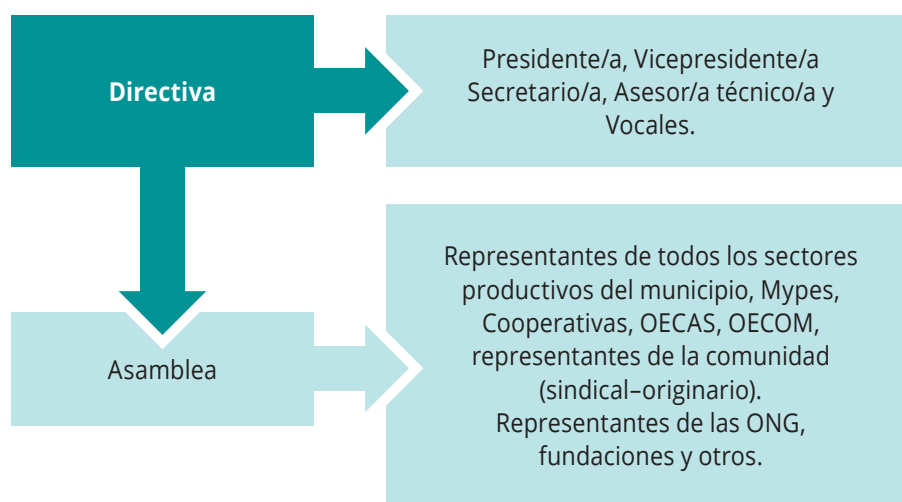 Directiva
Presidente/a, Vicepresidente/a
Secretario/a, Asesor/a técnico/a y
Vocales.
Asamblea
Representantes de todos los sectores
productivos del municipio, Mypes,
Cooperativas, OECAS, OECOM,
representantes de la comunidad
(sindical–originario).
Representantes de las ONG,
fundaciones y otros.